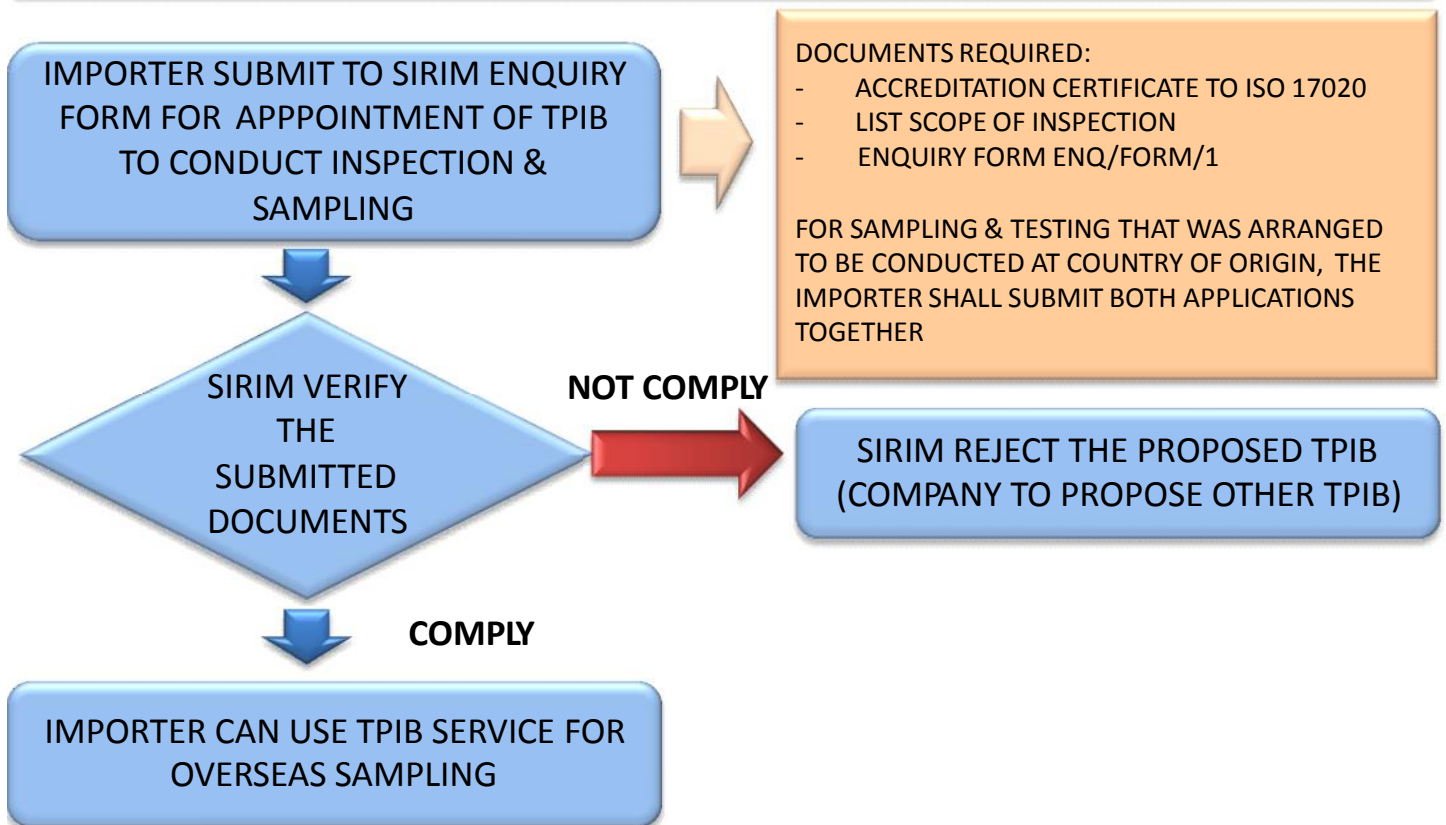 IMPORTER SUBMIT TO SIRIM ENQUIRY
FORM FOR APPPOINTMENT OF TPIB
TO CONDUCT INSPECTION &
SAMPLING
DOCUMENTS REQUIRED:
- ACCREDITATION CERTIFICATE TO ISO 17020
- LIST SCOPE OF INSPECTION
- ENQUIRY FORM ENQ/FORM/1
FOR SAMPLING & TESTING THAT WAS ARRANGED
TO BE CONDUCTED AT COUNTRY OF ORIGIN, THE
IMPORTER SHALL SUBMIT BOTH APPLICATIONS
TOGETHER
SIRIM VERIFY
THE
SUBMITTED
DOCUMENTS
NOT COMPLY
SIRIM REJECT THE PROPOSED TPIB
(COMPANY TO PROPOSE OTHER TPIB)
COMPLY
IMPORTER CAN USE TPIB SERVICE FOR
OVERSEAS SAMPLING